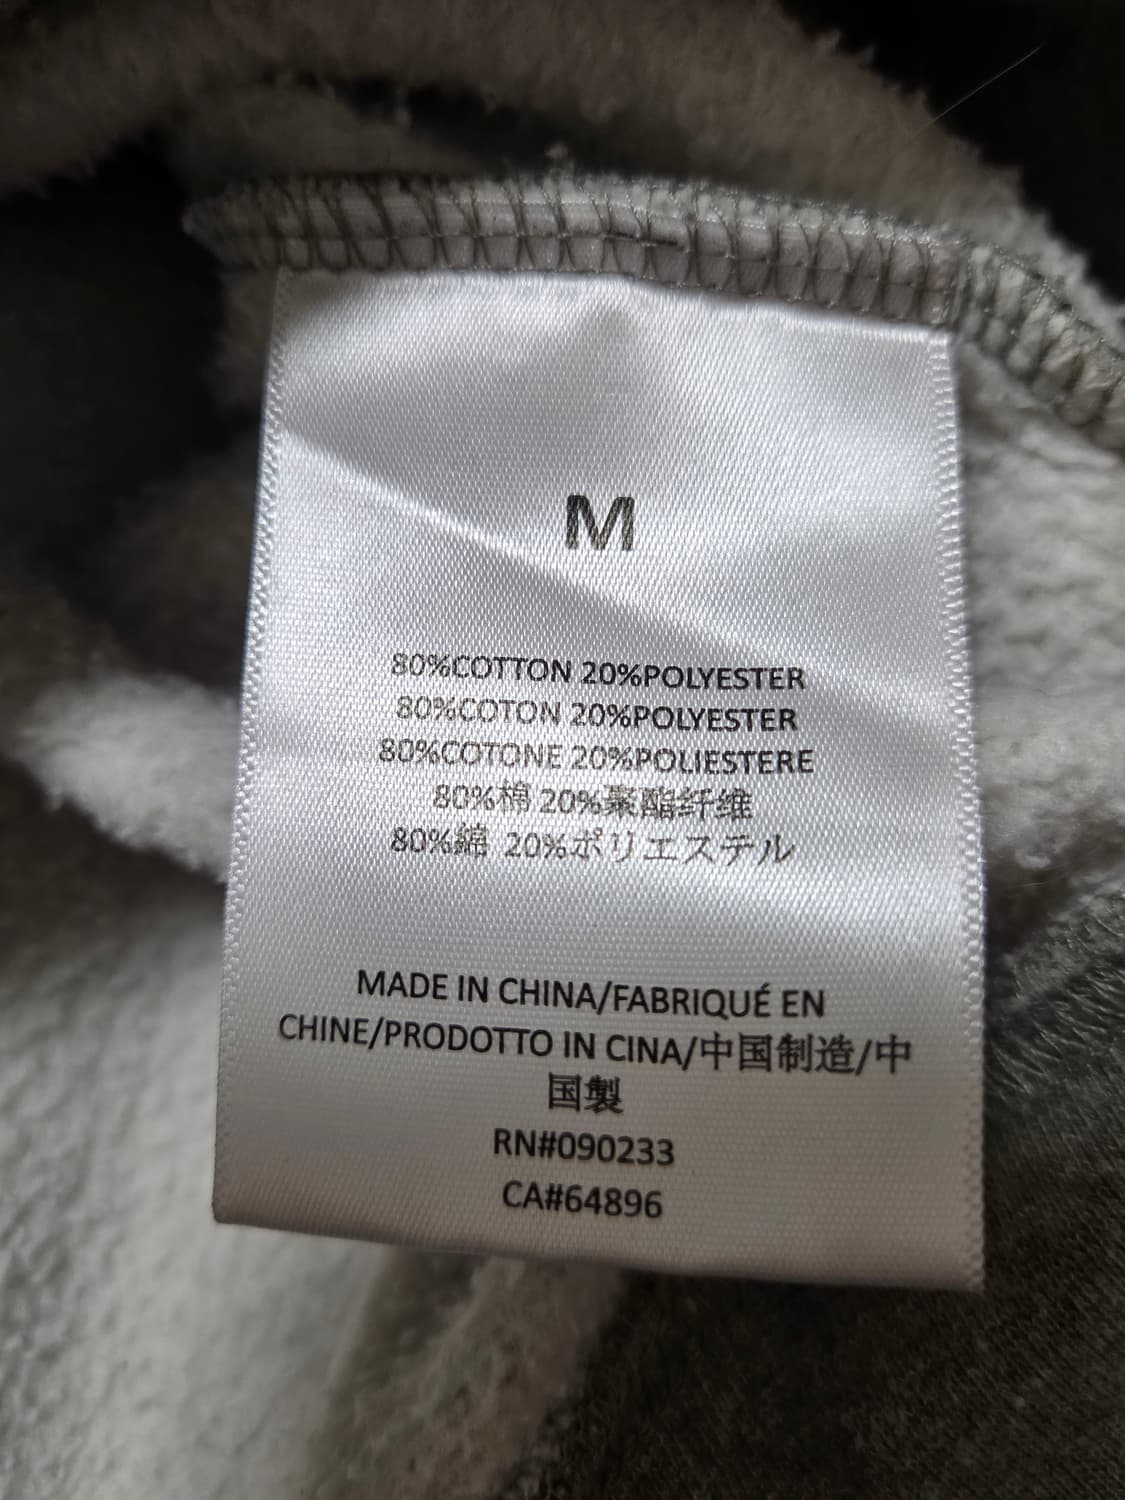 M
80%COTTON 20%POLYESTER
80%COTON 20%POLYESTER
80%COTONE 20%POLIESTERE
80%棉 20%聚酯纤维
80%綿 20%ポリエステル
MADE IN CHINA/FABRIQUÉ EN
CHINE/PRODOTTO IN CINA/中国制造/中
国製
RN#090233
CA#64896